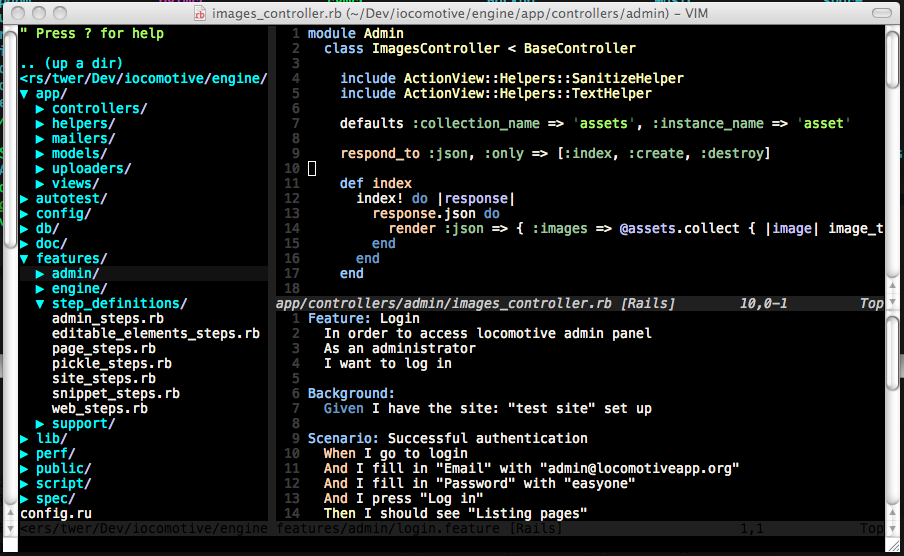 images_controller.rb (~/Dev/iocomotive/engine/app/controllers/admin) – VIM
" Press ? for help
.. (up a dir)
<rs/twer/Dev/iocomotive/engine/
▼ app/
▶ controllers/
▶ helpers/
▶ mailers/
▶ models/
▶ uploaders/
▶ views/
▶ autotest/
▶ config/
▶ db/
▶ doc/
▼ features/
▶ admin/
▶ engine/
▼ step_definitions/
admin_steps.rb
editable_elements_steps.rb
page_steps.rb
pickle_steps.rb
site_steps.rb
snippet_steps.rb
web_steps.rb
▶ support/
▶ lib/
▶ perf/
▶ public/
▶ script/
▶ spec/
config.ru
<ers/twer/Dev/iocomotive/engine
1 module Admin
2 class ImagesController < BaseController
3
4 include ActionView::Helpers::SanitizeHelper
5 include ActionView::Helpers::TextHelper
6
7 defaults :collection_name => 'assets', :instance_name => 'asset'
8
9 respond_to :json, :only => [:index, :create, :destroy]
10
11 def index
12 index! do |response|
13 response.json do
14 render :json => { :images => @assets.collect { |image| image_t
15 end
16 end
17 end
18
app/controllers/admin/images_controller.rb [Rails] 10,0-1 Top
1 Feature: Login
2 In order to access locomotive admin panel
3 As an administrator
4 I want to log in
5
6 Background:
7 Given I have the site: "test site" set up
8
9 Scenario: Successful authentication
10 When I go to login
11 And I fill in "Email" with "admin@locomotiveapp.org"
12 And I fill in "Password" with "easyone"
13 And I press "Log in"
14 Then I should see "Listing pages"
features/admin/login.feature [Rails] 1,1 Top